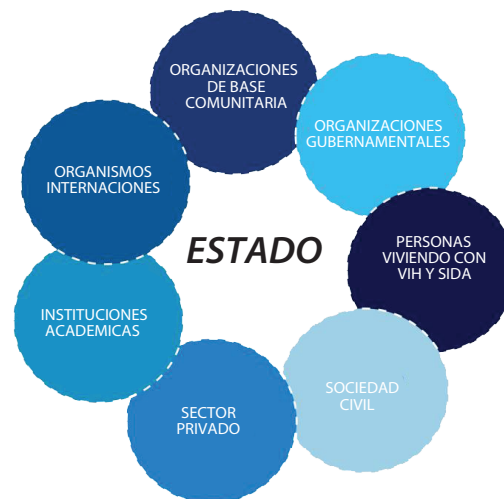 ORGANIZACIONES
DE BASE
COMUNITARIA
ORGANIZACIONES
GUBERNAMENTALES
PERSONAS
VIVIENDO CON
VIH Y SIDA
SOCIEDAD
CIVIL
SECTOR
PRIVADO
INSTITUCIONES
ACADEMICAS
ORGANISMOS
INTERNACIONES
ESTADO